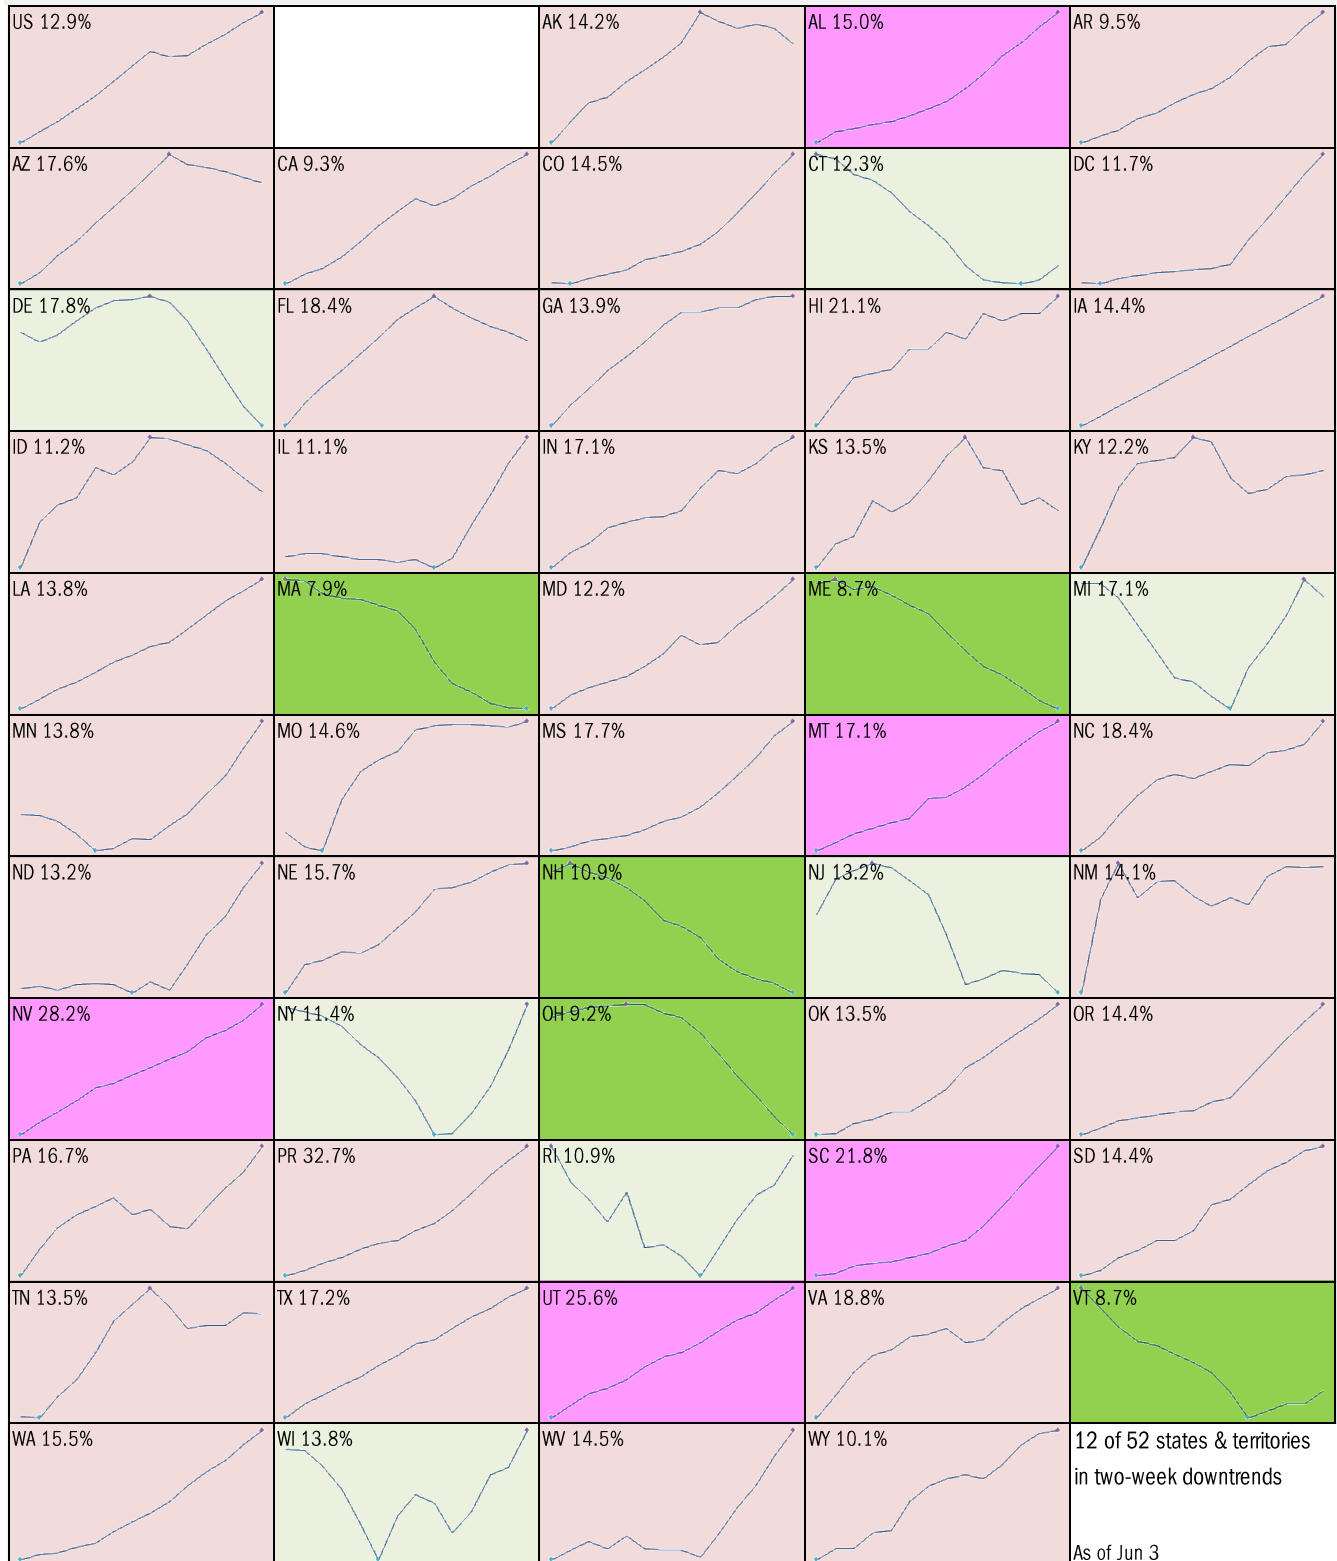 US 12.9%
AK 14.2%
AL 15.0%
AR 9.5%
AZ 17.6%
CA 9.3%
CO 14.5%
CT 12.3%
DC 11.7%
DE 17.8%
FL 18.4%
GA 13.9%
HI 21.1%
IA 14.4%
ID 11.2%
IL 11.1%
IN 17.1%
KS 13.5%
KY 12.2%
LA 13.8%
MA 7.9%
MD 12.2%
ME 8.7%
MI 17.1%
MN 13.8%
MO 14.6%
MS 17.7%
MT 17.1%
NC 18.4%
ND 13.2%
NE 15.7%
NH 10.9%
NJ 13.2%
NM 14.1%
NV 28.2%
NY 11.4%
OH 9.2%
OK 13.5%
OR 14.4%
PA 16.7%
PR 32.7%
RI 10.9%
SC 21.8%
SD 14.4%
TN 13.5%
TX 17.2%
UT 25.6%
VA 18.8%
VT 8.7%
WA 15.5%
WI 13.8%
WV 14.5%
WY 10.1%
12 of 52 states & territories
in two-week downtrends
As of Jun 3